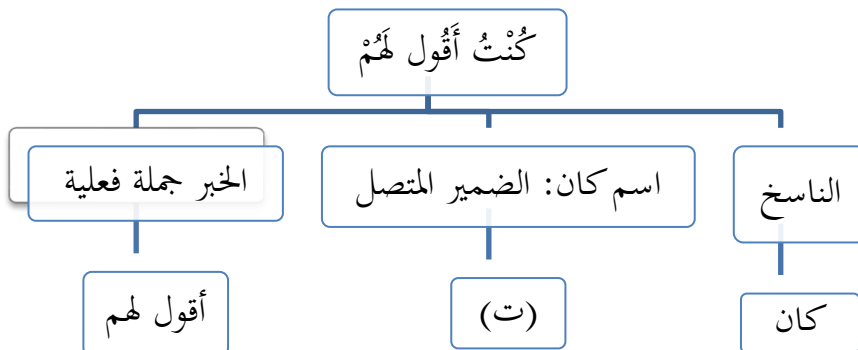 كُنْتُ أَقُول لَهُمْ
الناسخ
اسم كان: الضمير المتصل
الخبر جملة فعلية
كان
(ت)
أقول لهم